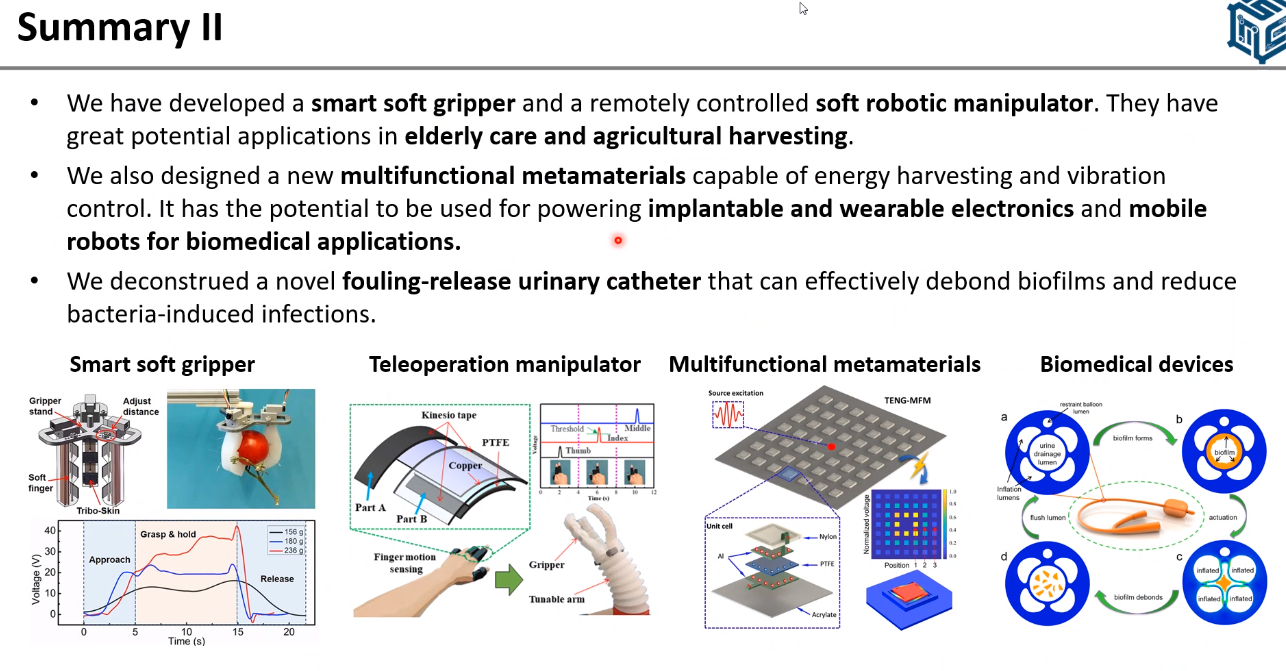 Summary II
• We have developed a smart soft gripper and a remotely controlled soft robotic manipulator. They have
great potential applications in elderly care and agricultural harvesting.
• We also designed a new multifunctional metamaterials capable of energy harvesting and vibration
control. It has the potential to be used for powering implantable and wearable electronics and mobile
robots for biomedical applications.
• We deconstrued a novel fouling-release urinary catheter that can effectively debond biofilms and reduce
bacteria-induced infections.
Smart soft gripper
Gripper
stand
Adjust
distance
Soft
finger
Tribo-Skin
Voltage (V)
40
30
20
10
0
Approach
Grasp & hold
Release
156 g
180 g
236 g
0 5 10 15 20
Time (s)
Teleoperation manipulator
Kinesio tape
PTFE
Copper
Part A
Part B
Voltage
Threshold
Middle
Index
Thumb
0 2 4 6 8 10 12
Time (s)
Finger motion
sensing
Gripper
Tunable arm
Multifunctional metamaterials
Source excitation
TENG-MFM
Unit cell
Nylon
Al
PTFE
Acrylate
Normalized voltage
1.0
0.8
0.6
0.4
0.2
0.0
Position 1 2 3
Biomedical devices
a
restraint balloon
lumen
urine
drainage
lumen
Inflation
lumens
biofilm forms
b
biofilm
flush lumen
actuation
d
biofilm debonds
c
inflated
inflated
inflated
inflated